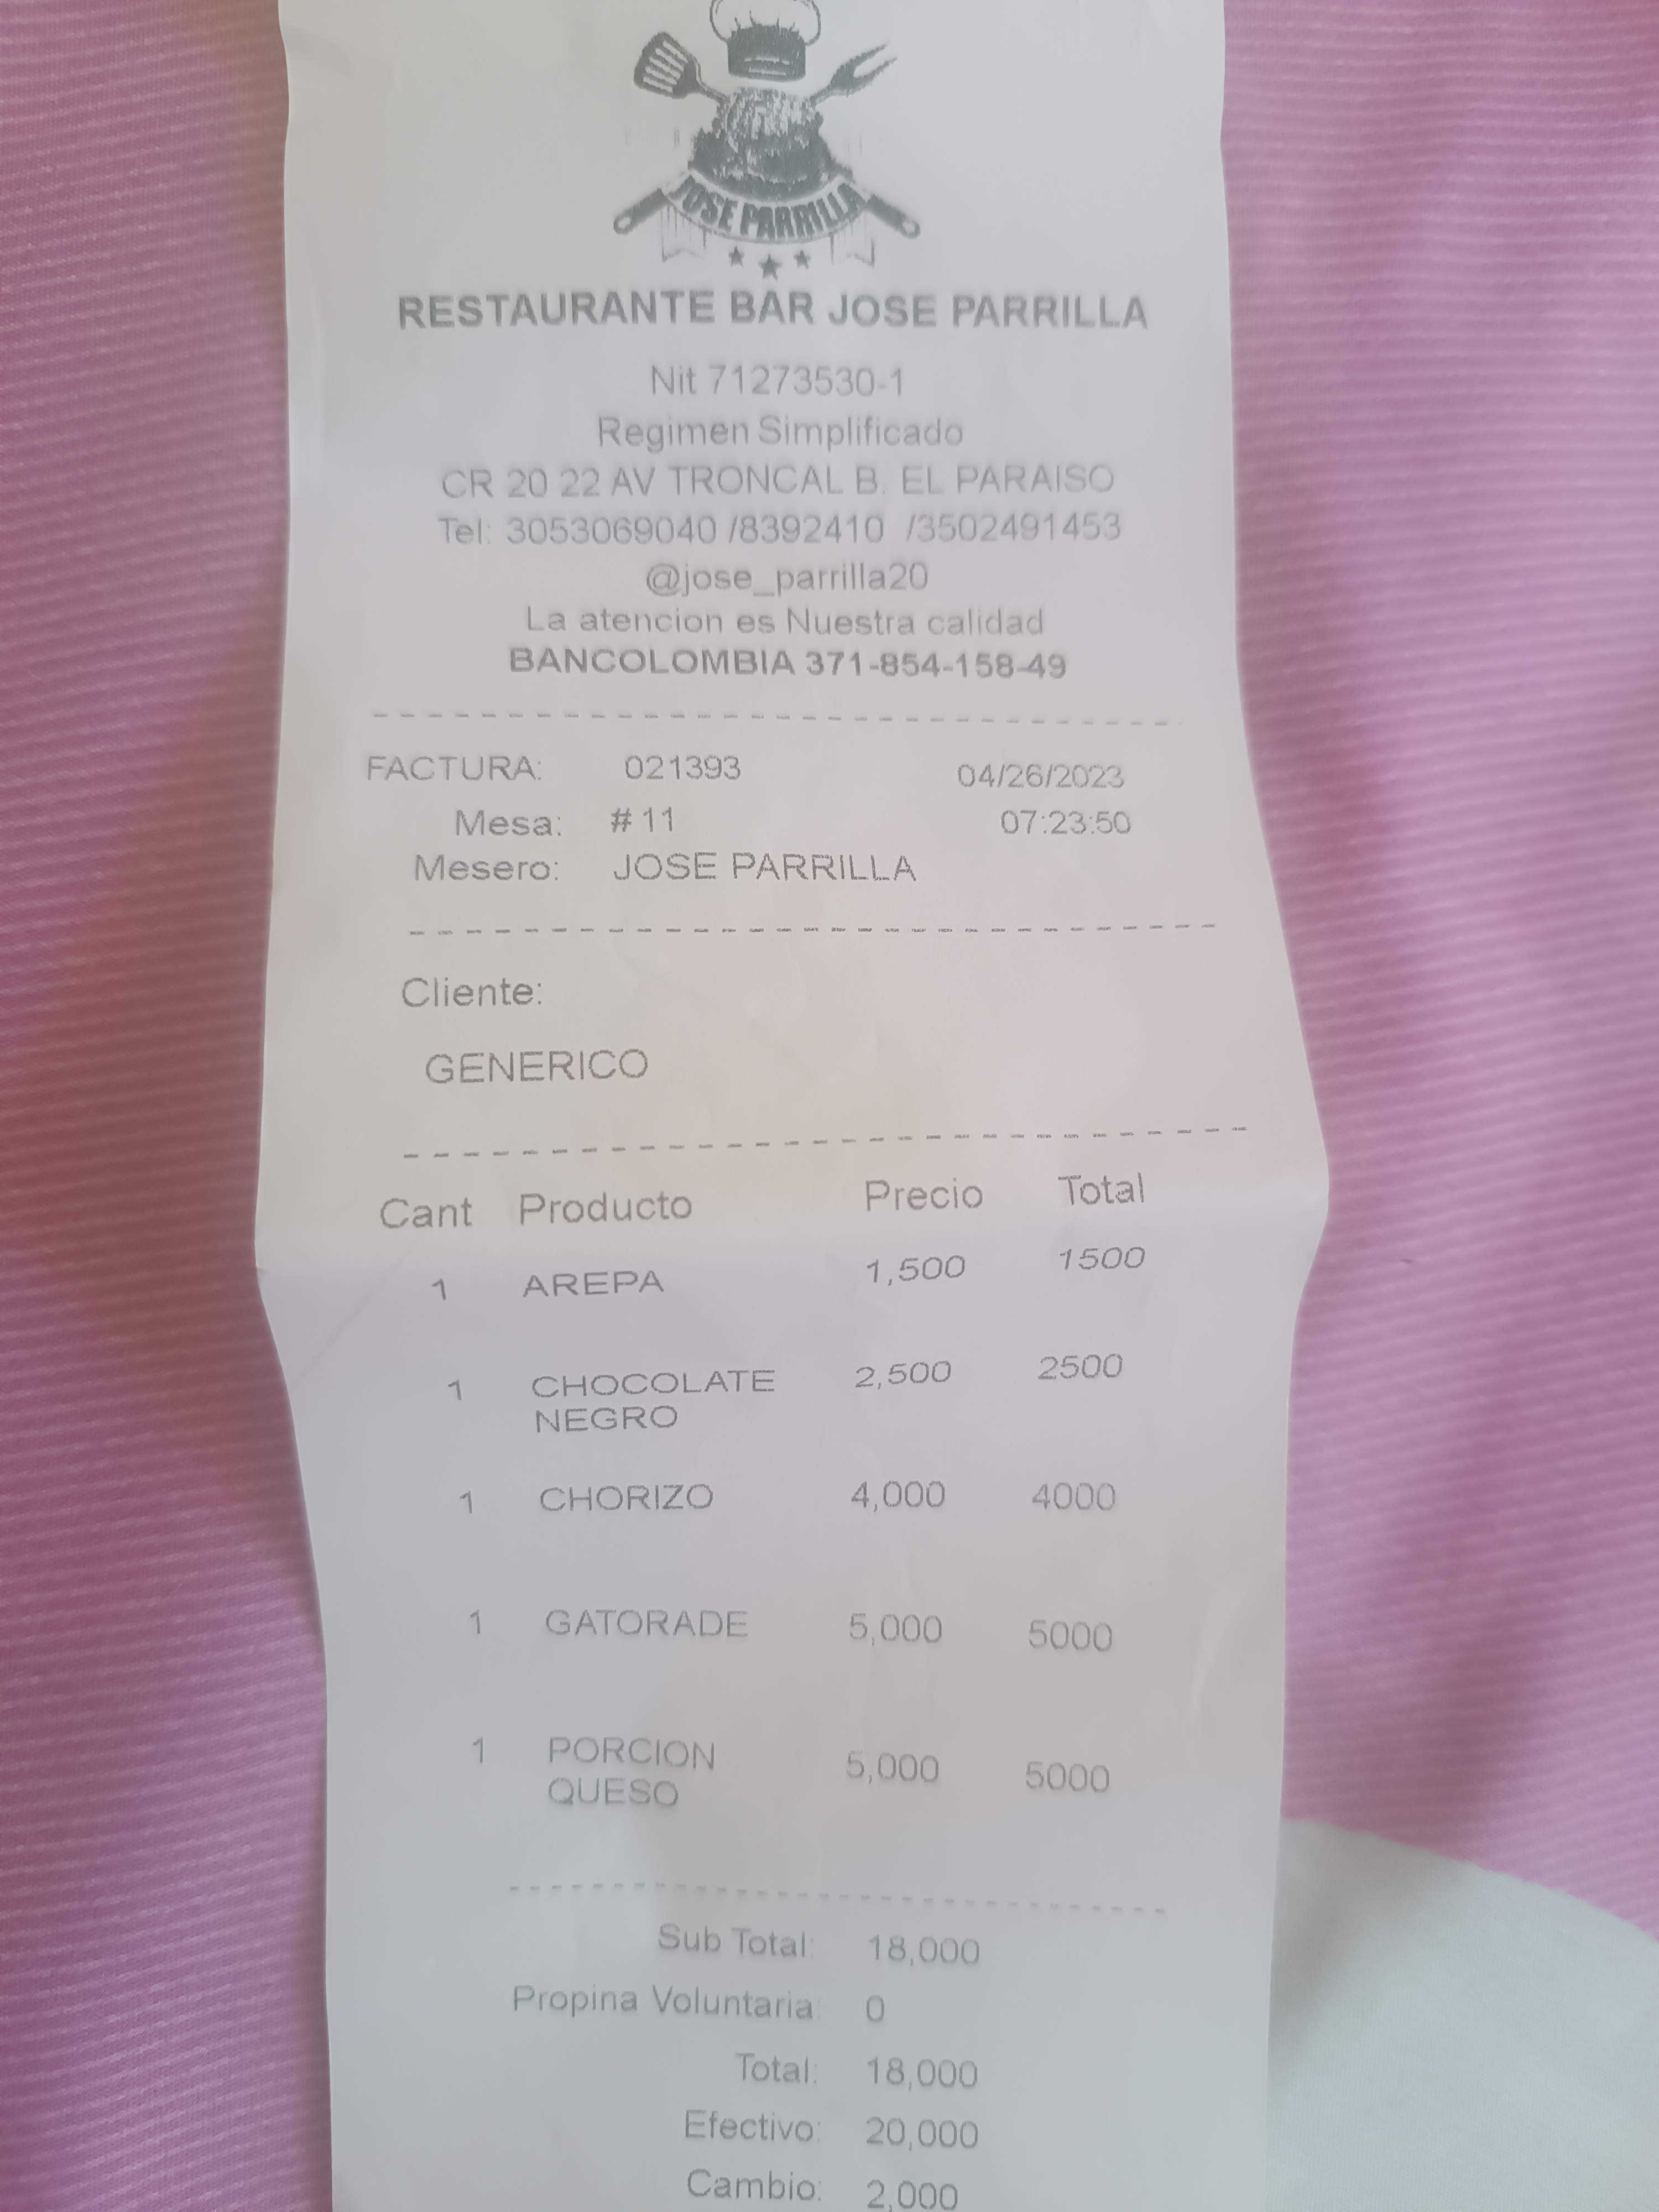 JOSE PARRILLA
RESTAURANTE BAR JOSE PARRILLA
Nit 71273530-1
Regimen Simplificado
CR 20 22 AV TRONCAL B. EL PARAISO
Tel: 3053069040 /8392410 /3502491453
@jose_parrilla20
La atencion es Nuestra calidad
BANCOLOMBIA 371-854-158-49
FACTURA: 021393 04/26/2023
Mesa: # 11 07:23:50
Mesero: JOSE PARRILLA
Cliente:
GENERICO
Cant Producto Precio Total
1 AREPA 1,500 1500
1 CHOCOLATE 2,500 2500
NEGRO
1 CHORIZO 4,000 4000
1 GATORADE 5,000 5000
1 PORCION 5,000 5000
QUESO
Sub Total: 18,000
Propina Voluntaria: 0
Total: 18,000
Efectivo: 20,000
Cambio: 2,000